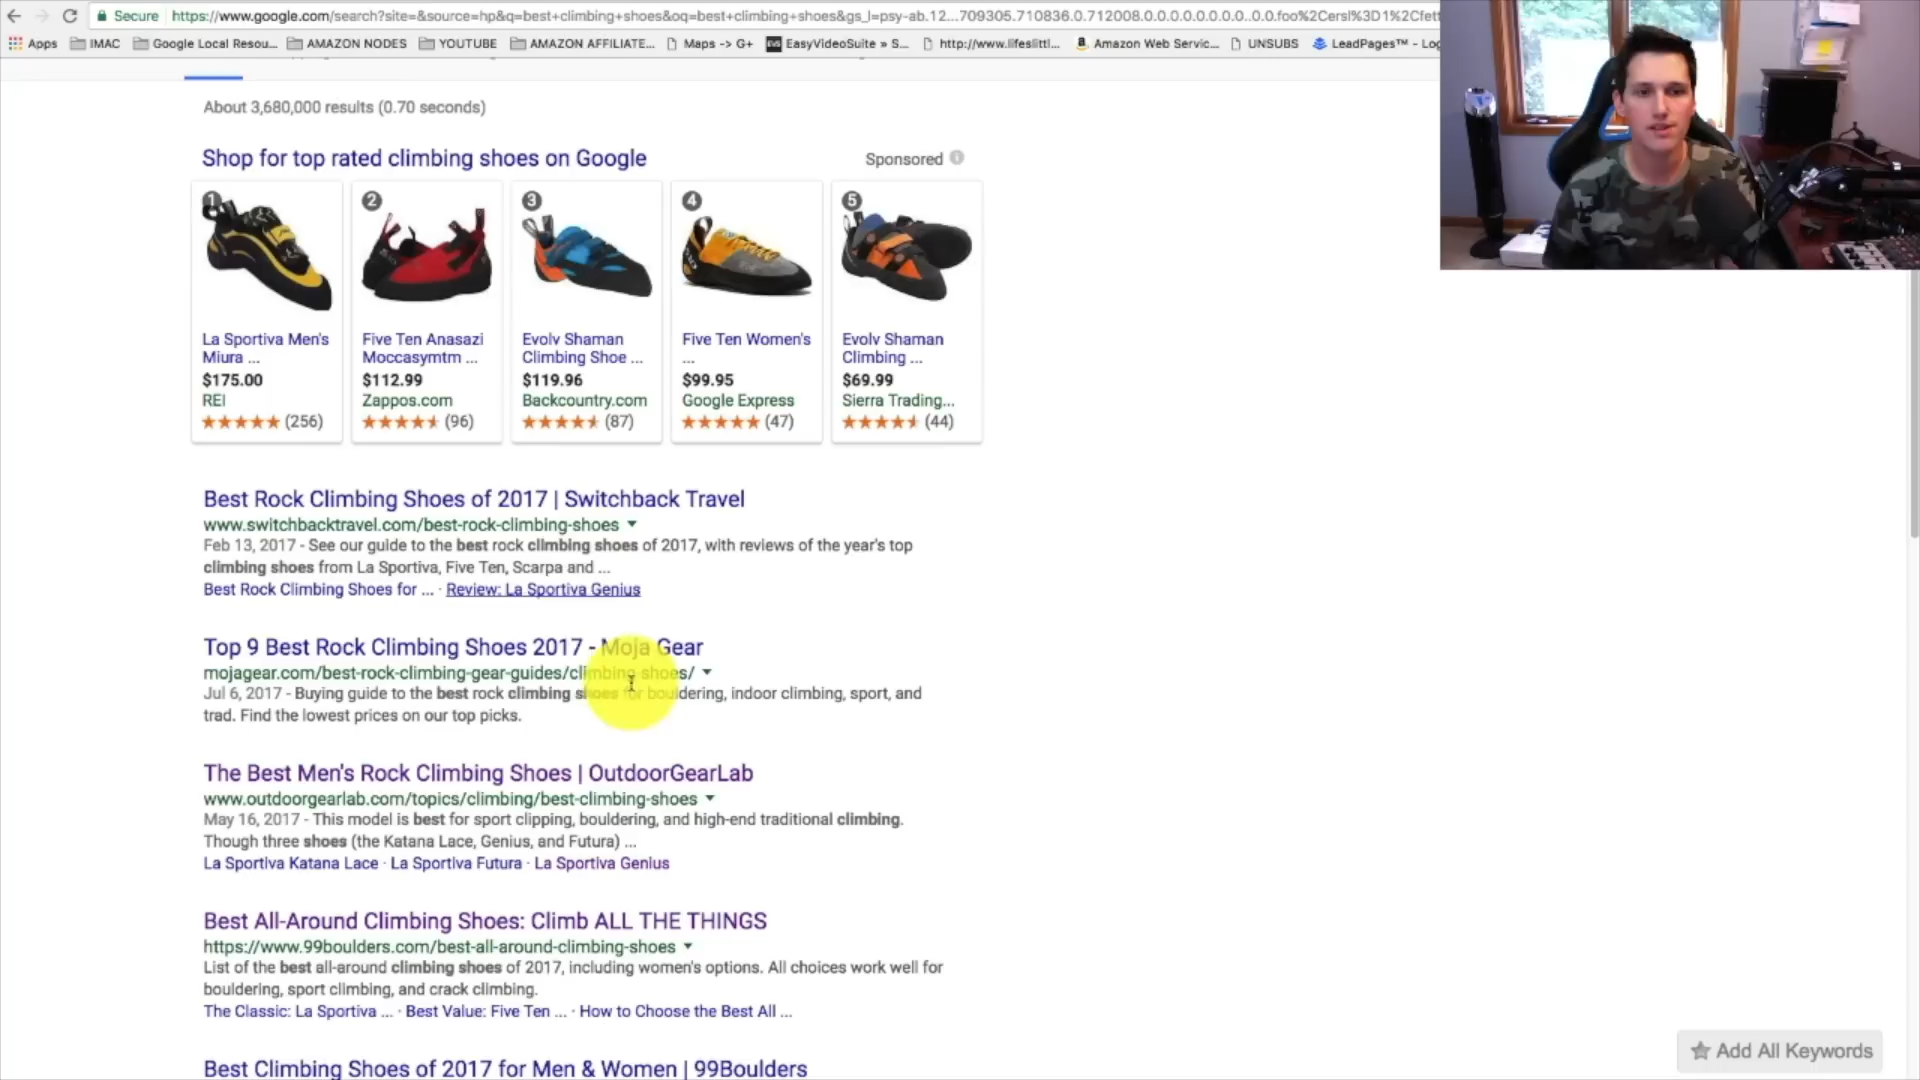 Secure https://www.google.com/search?site=&source=hp&q=best+climbing+shoes&oq=best+climbing+shoes&gs_l=psy-ab.12...709305.710836.0.712008.0.0.0.0.0.0.0.0..0.0.foo%2Cersl%3D1%2Cfett
Apps IMAC Google Local Resou... AMAZON NODES YOUTUBE AMAZON AFFILIATE... Maps -> G+ EasyVideoSuite » S... http://www.lifeslittl... Amazon Web Servic... UNSUBS LeadPages™ - Log
About 3,680,000 results (0.70 seconds)
Shop for top rated climbing shoes on Google Sponsored
1 2 3 4 5
La Sportiva Men's Five Ten Anasazi Evolv Shaman Five Ten Women's Evolv Shaman
Miura ... Moccasymtm ... Climbing Shoe ... ... Climbing ...
$175.00 $112.99 $119.96 $99.95 $69.99
REI Zappos.com Backcountry.com Google Express Sierra Trading...
(256) (96) (87) (47) (44)
Best Rock Climbing Shoes of 2017 | Switchback Travel
www.switchbacktravel.com/best-rock-climbing-shoes
Feb 13, 2017 - See our guide to the best rock climbing shoes of 2017, with reviews of the year's top
climbing shoes from La Sportiva, Five Ten, Scarpa and ...
Best Rock Climbing Shoes for ... · Review: La Sportiva Genius
Top 9 Best Rock Climbing Shoes 2017 - Moja Gear
mojagear.com/best-rock-climbing-gear-guides/climbing-shoes/
Jul 6, 2017 - Buying guide to the best rock climbing shoes for bouldering, indoor climbing, sport, and
trad. Find the lowest prices on our top picks.
The Best Men's Rock Climbing Shoes | OutdoorGearLab
www.outdoorgearlab.com/topics/climbing/best-climbing-shoes
May 16, 2017 - This model is best for sport clipping, bouldering, and high-end traditional climbing.
Though three shoes (the Katana Lace, Genius, and Futura) ...
La Sportiva Katana Lace · La Sportiva Futura · La Sportiva Genius
Best All-Around Climbing Shoes: Climb ALL THE THINGS
https://www.99boulders.com/best-all-around-climbing-shoes
List of the best all-around climbing shoes of 2017, including women's options. All choices work well for
bouldering, sport climbing, and crack climbing.
The Classic: La Sportiva ... · Best Value: Five Ten ... · How to Choose the Best All ...
Best Climbing Shoes of 2017 for Men & Women | 99Boulders
Add All Keywords